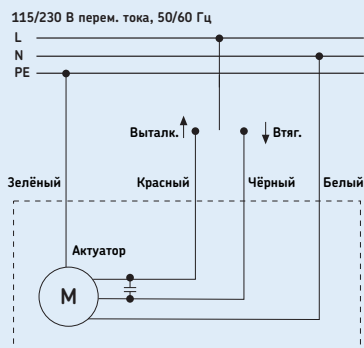 115/230 В перем. тока, 50/60 Гц
L
N
PE
Выталк. Втяг.
Зелёный Красный Чёрный Белый
Актуатор
M